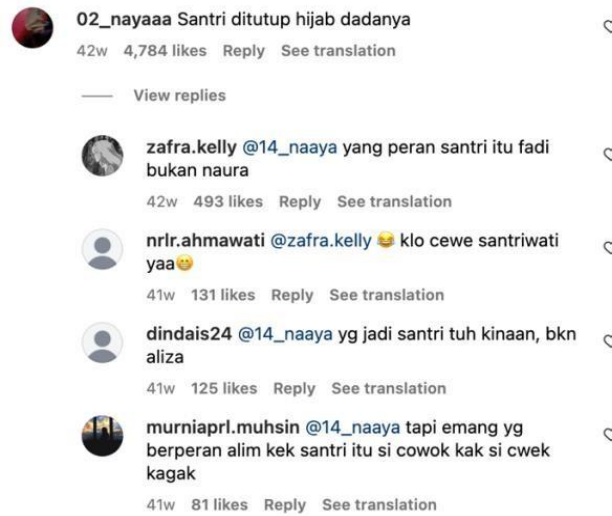 02_nayaaa Santri ditutup hijab dadanya
42w 4,784 likes Reply See translation
View replies
zafra.kelly @14_naaya yang peran santri itu fadi
bukan naura
42w 493 likes Reply See translation
nrlr.ahmawati @zafra.kelly 😂 klo cewe santriwati
yaa😁
41w 131 likes Reply See translation
dindais24 @14_naaya yg jadi santri tuh kinaan, bkn
aliza
41w 125 likes Reply See translation
murniaprl.muhsin @14_naaya tapi emang yg
berperan alim kek santri itu si cowok kak si cwek
kagak
41w 81 likes Reply See translation